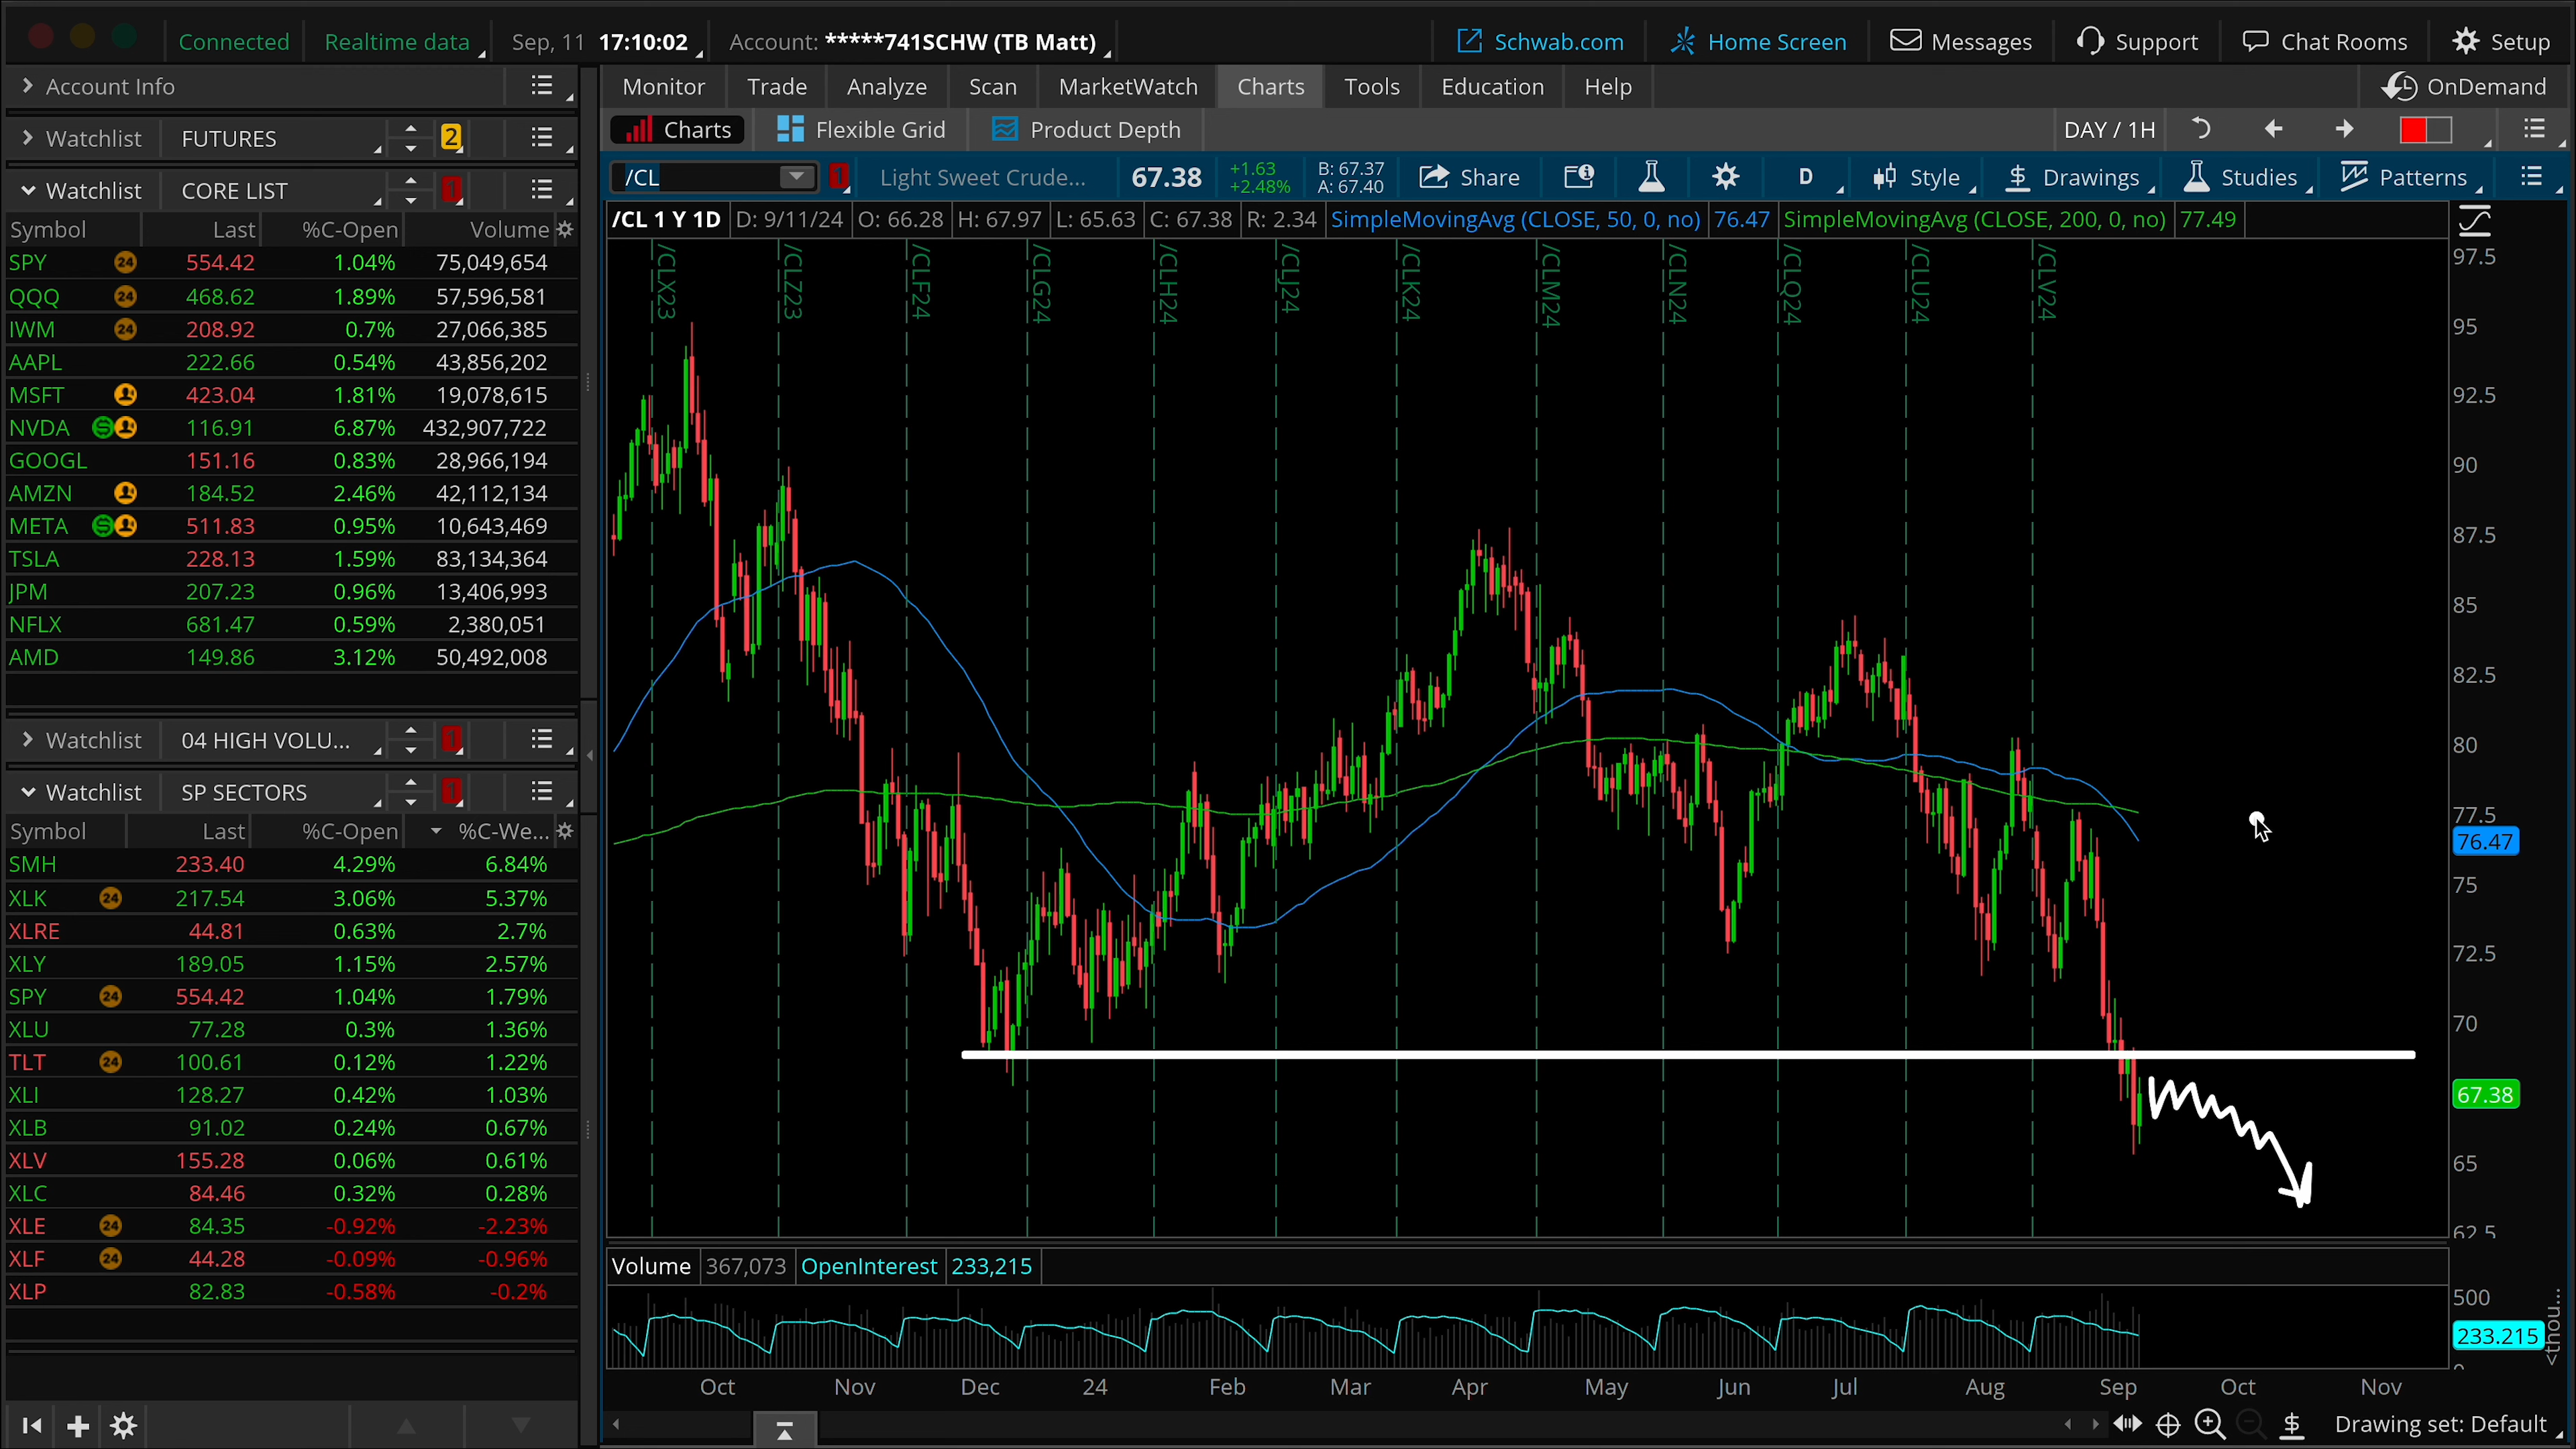 Connected Realtime data Sep, 11 17:10:02 Account: *****741SCHW (TB Matt) Schwab.com Home Screen Messages Support Chat Rooms Setup
Account Info
Monitor Trade Analyze Scan MarketWatch Charts Tools Education Help OnDemand
Watchlist FUTURES 2
Charts Flexible Grid Product Depth DAY / 1H
Watchlist CORE LIST 1
/CL 1 Light Sweet Crude... 67.38 +1.63 +2.48% B: 67.37 A: 67.40 Share D Style Drawings Studies Patterns
/CL 1 Y 1D D: 9/11/24 O: 66.28 H: 67.97 L: 65.63 C: 67.38 R: 2.34 SimpleMovingAvg (CLOSE, 50, 0, no) 76.47 SimpleMovingAvg (CLOSE, 200, 0, no) 77.49
Symbol Last %C-Open Volume
SPY 24 554.42 1.04% 75,049,654
QQQ 24 468.62 1.89% 57,596,581
IWM 24 208.92 0.7% 27,066,385
AAPL 222.66 0.54% 43,856,202
MSFT 423.04 1.81% 19,078,615
NVDA 116.91 6.87% 432,907,722
GOOGL 151.16 0.83% 28,966,194
AMZN 184.52 2.46% 42,112,134
META 511.83 0.95% 10,643,469
TSLA 228.13 1.59% 83,134,364
JPM 207.23 0.96% 13,406,993
NFLX 681.47 0.59% 2,380,051
AMD 149.86 3.12% 50,492,008
Watchlist 04 HIGH VOLU... 1
Watchlist SP SECTORS 1
Symbol Last %C-Open %C-We...
SMH 233.40 4.29% 6.84%
XLK 24 217.54 3.06% 5.37%
XLRE 44.81 0.63% 2.7%
XLY 189.05 1.15% 2.57%
SPY 24 554.42 1.04% 1.79%
XLU 77.28 0.3% 1.36%
TLT 24 100.61 0.12% 1.22%
XLI 128.27 0.42% 1.03%
XLB 91.02 0.24% 0.67%
XLV 155.28 0.06% 0.61%
XLC 84.46 0.32% 0.28%
XLE 24 84.35 -0.92% -2.23%
XLF 24 44.28 -0.09% -0.96%
XLP 82.83 -0.58% -0.2%
/CLX23 /CLZ23 /CLF24 /CLG24 /CLH24 /CLJ24 /CLK24 /CLM24 /CLN24 /CLQ24 /CLU24 /CLV24
97.5
95
92.5
90
87.5
85
82.5
80
77.5
76.47
75
72.5
70
67.38
65
62.5
Volume 367,073 OpenInterest 233,215
500
233.215
<thou...
Oct Nov Dec 24 Feb Mar Apr May Jun Jul Aug Sep Oct Nov
Drawing set: Default